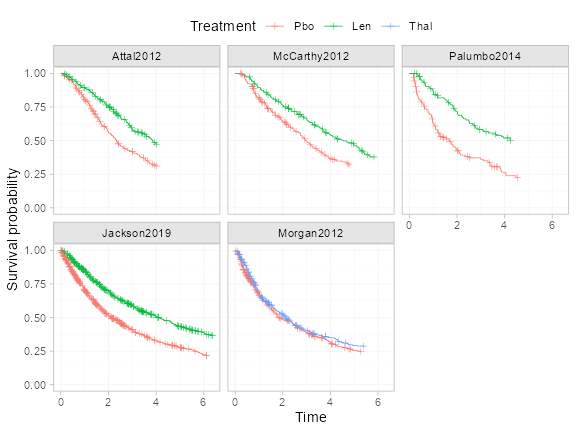 Treatment Pbo Len Thal
Attal2012 McCarthy2012 Palumbo2014
1.00
0.75
0.50
0.25
0.00
0 2 4 6
Jackson2019 Morgan2012
1.00
0.75
0.50
0.25
0.00
0 2 4 6 0 2 4 6
Survival probability
Time